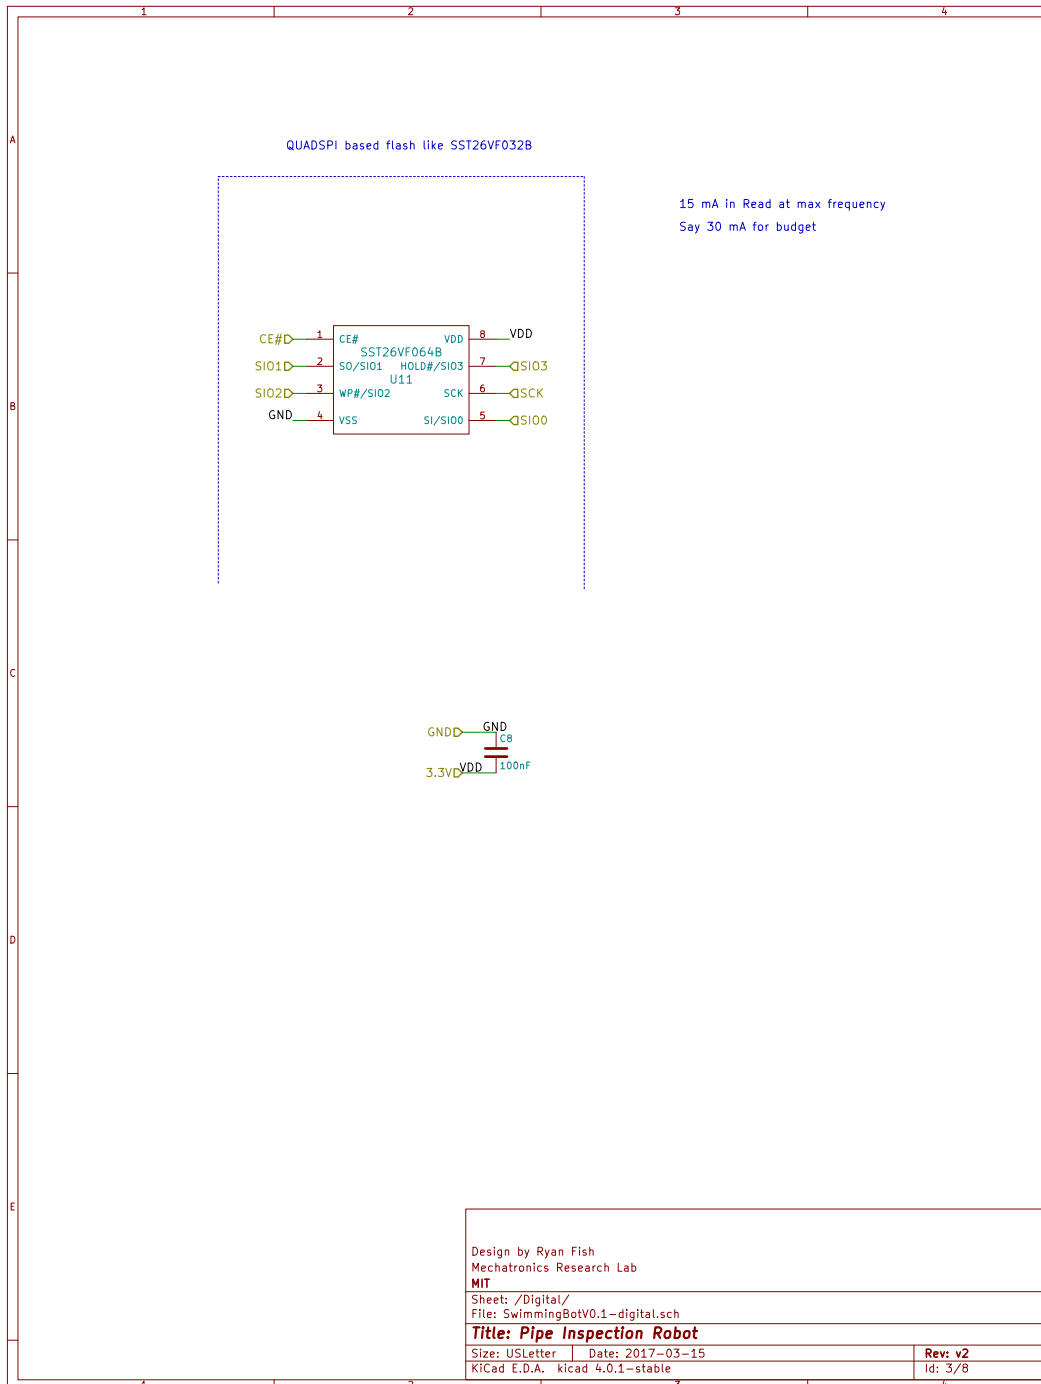 1 2 3 4
A
QUADSPI based flash like SST26VF032B
15 mA in Read at max frequency
Say 30 mA for budget
CE# 1 CE# VDD 8 VDD
SST26VF064B
SIO1 2 SO/SIO1 HOLD#/SIO3 7 SIO3
U11
SIO2 3 WP#/SIO2 SCK 6 SCK
B
GND 4 VSS SI/SIO0 5 SIO0
C
GND GND
C8
3.3V VDD 100nF
D
E
Design by Ryan Fish
Mechatronics Research Lab
MIT
Sheet: /Digital/
File: SwimmingBotV0.1-digital.sch
Title: Pipe Inspection Robot
Size: USLetter Date: 2017-03-15 Rev: v2
KiCad E.D.A. kicad 4.0.1-stable Id: 3/8